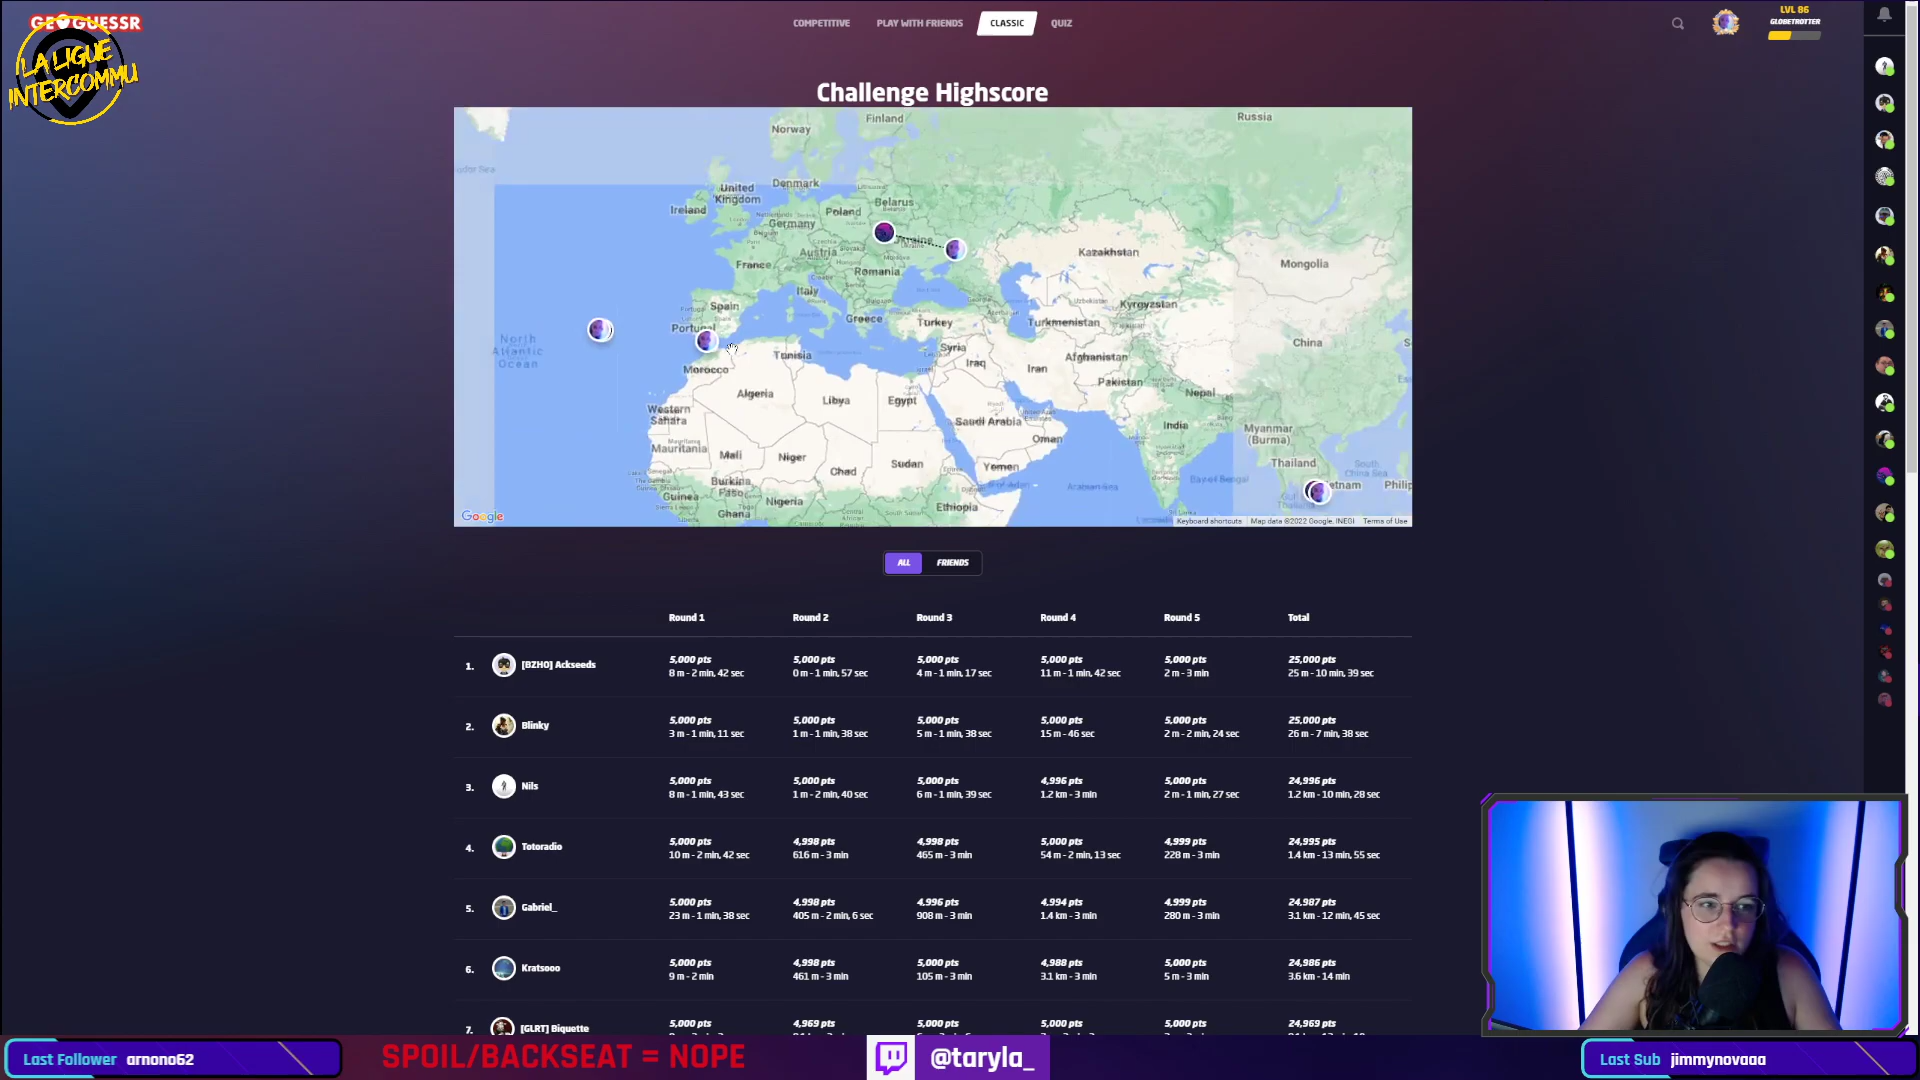 GEOGUESSR
LA LIGUE
INTERCOMMU
COMPETITIVE
PLAY WITH FRIENDS
CLASSIC
QUIZ
LVL 86
GLOBETROTTER
Challenge Highscore
Finland
Norway
Russia
United
Kingdom
Denmark
Ireland
Poland
Belarus
Germany
Ukraine
Austria
France
Romania
Kazakhstan
Mongolia
Italy
Spain
Portugal
Greece
Turkey
Kyrgyzstan
Turkmenistan
North
Atlantic
Ocean
Tunisia
Syria
Iraq
Iran
Afghanistan
China
Morocco
Pakistan
Nepal
Algeria
Libya
Egypt
Western
Sahara
Saudi Arabia
India
Oman
Myanmar
(Burma)
Mauritania
Mali
Niger
Chad
Sudan
Yemen
Thailand
Arabian Sea
Bay of Bengal
Burkina
Faso
Guinea
Nigeria
Ghana
Ethiopia
Google
Keyboard shortcuts
Map data ©2022 Google, INEGI
Terms of Use
ALL
FRIENDS
Round 1 Round 2 Round 3 Round 4 Round 5 Total
1. [BZHO] Ackseeds
5,000 pts 5,000 pts 5,000 pts 5,000 pts 5,000 pts 25,000 pts
8 m - 2 min, 42 sec 0 m - 1 min, 57 sec 4 m - 1 min, 17 sec 11 m - 1 min, 42 sec 2 m - 3 min 25 m - 10 min, 39 sec
2. Blinky
5,000 pts 5,000 pts 5,000 pts 5,000 pts 5,000 pts 25,000 pts
3 m - 1 min, 11 sec 1 m - 1 min, 38 sec 5 m - 1 min, 38 sec 15 m - 46 sec 2 m - 2 min, 24 sec 26 m - 7 min, 38 sec
3. Nils
5,000 pts 5,000 pts 5,000 pts 4,996 pts 5,000 pts 24,996 pts
8 m - 1 min, 43 sec 1 m - 2 min, 40 sec 6 m - 1 min, 39 sec 1.2 km - 3 min 2 m - 1 min, 27 sec 1.2 km - 10 min, 28 sec
4. Totoradio
5,000 pts 4,998 pts 4,998 pts 5,000 pts 4,999 pts 24,995 pts
10 m - 2 min, 42 sec 616 m - 3 min 465 m - 3 min 54 m - 2 min, 13 sec 228 m - 3 min 1.4 km - 13 min, 55 sec
5. Gabriel_
5,000 pts 4,998 pts 4,996 pts 4,994 pts 4,999 pts 24,987 pts
23 m - 1 min, 38 sec 405 m - 2 min, 6 sec 908 m - 3 min 1.4 km - 3 min 280 m - 3 min 3.1 km - 12 min, 45 sec
6. Kratsooo
5,000 pts 4,998 pts 5,000 pts 4,988 pts 5,000 pts 24,986 pts
9 m - 2 min 461 m - 3 min 105 m - 3 min 3.1 km - 3 min 5 m - 3 min 3.6 km - 14 min
7. [GLRT] Biquette
5,000 pts 4,969 pts 5,000 pts 5,000 pts 5,000 pts 24,969 pts
Last Follower arnono62
SPOIL/BACKSEAT = NOPE
@taryla_
Last Sub jimmynovaaa